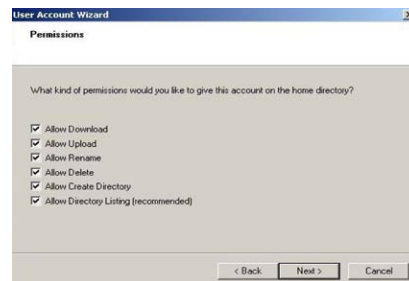 User Account Wizard
Permissions
What kind of permissions would you like to give this account on the home directory?
Allow Download
Allow Upload
Allow Rename
Allow Delete
Allow Create Directory
Allow Directory Listing (recommended)
< Back Next > Cancel